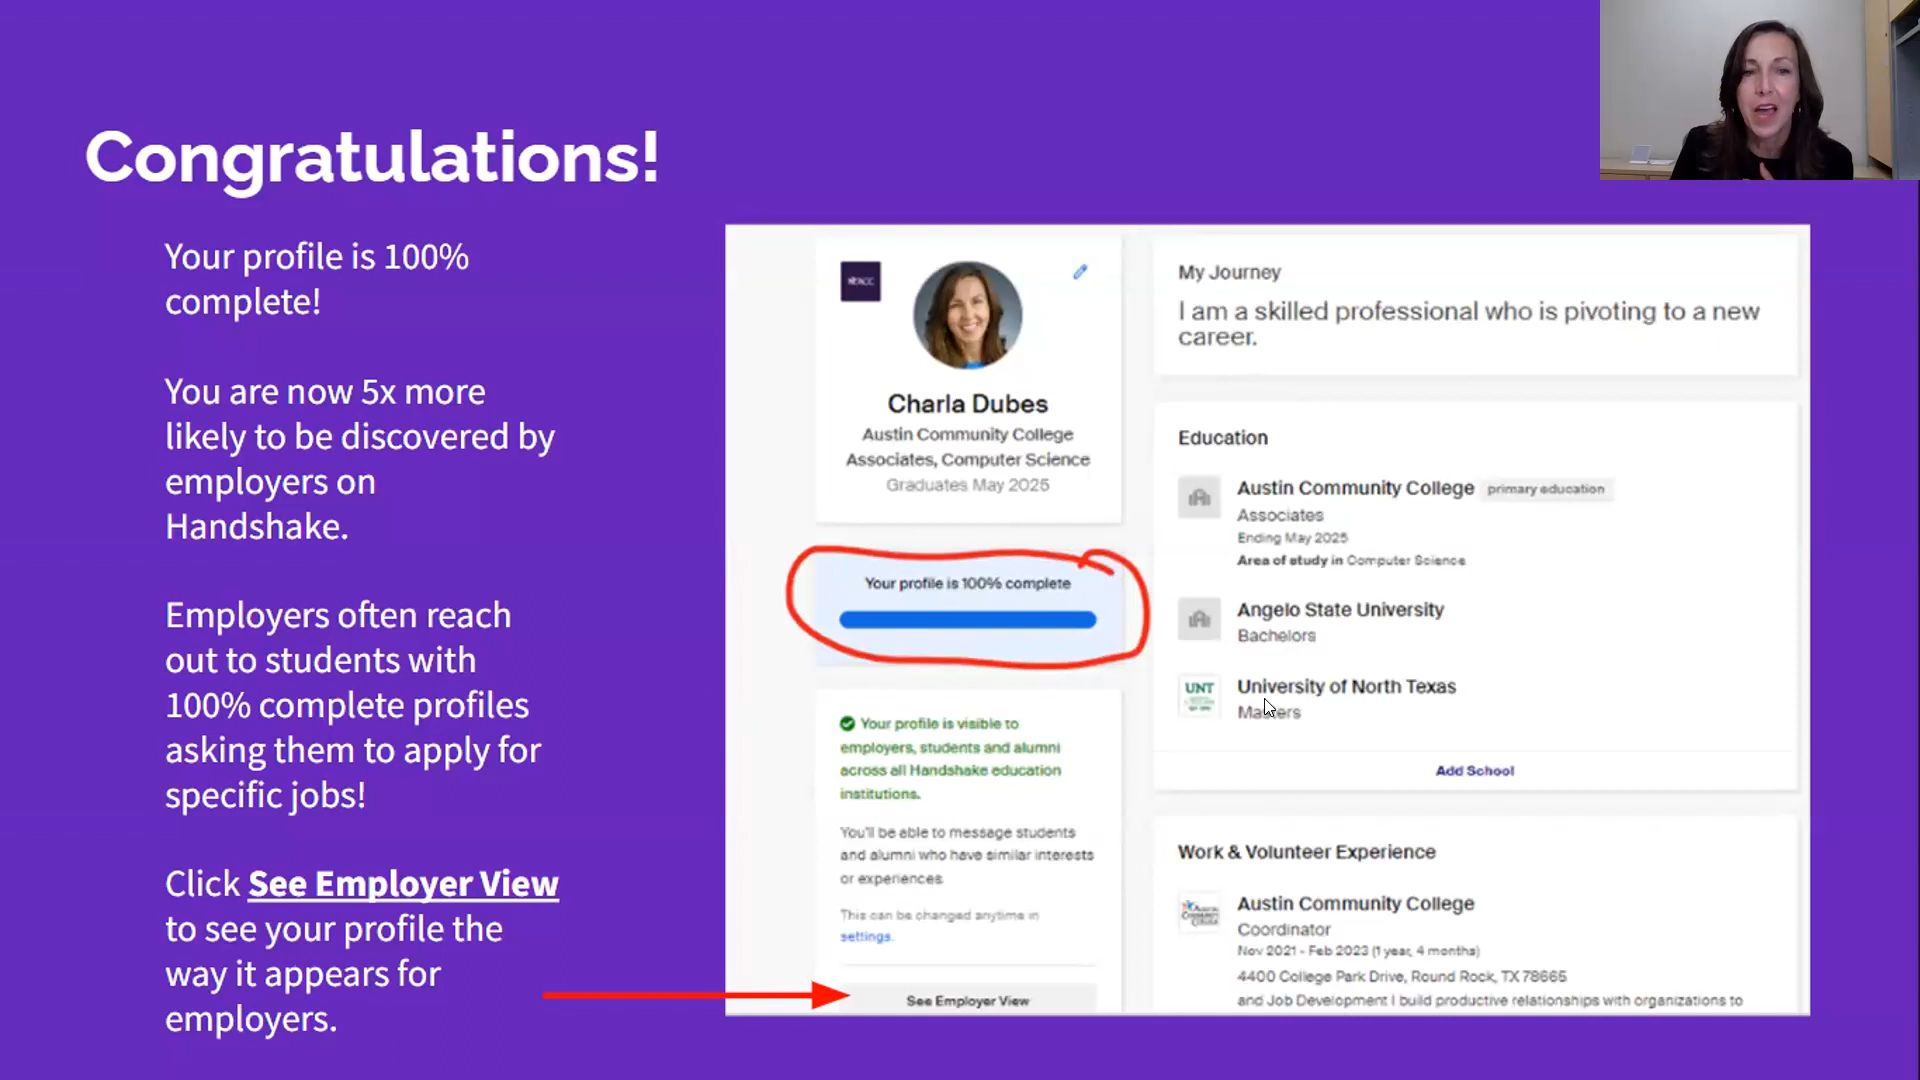 Congratulations!
Your profile is 100%
complete!
You are now 5x more
likely to be discovered by
employers on
Handshake.
Employers often reach
out to students with
100% complete profiles
asking them to apply for
specific jobs!
Click See Employer View
to see your profile the
way it appears for
employers.
ACC
Charla Dubes
Austin Community College
Associates, Computer Science
Graduates May 2025
Your profile is 100% complete
Your profile is visible to
employers, students and alumni
across all Handshake education
institutions.
You'll be able to message students
and alumni who have similar interests
or experiences
This can be changed anytime in
settings.
See Employer View
My Journey
I am a skilled professional who is pivoting to a new
career.
Education
Austin Community College primary education
Associates
Ending May 2025
Area of study in Computer Science
Angelo State University
Bachelors
UNT
University of North Texas
Masters
Add School
Work & Volunteer Experience
Austin Community College
Coordinator
Nov 2021 - Feb 2023 (1 year, 4 months)
4400 College Park Drive, Round Rock, TX 78665
and Job Development I build productive relationships with organizations to